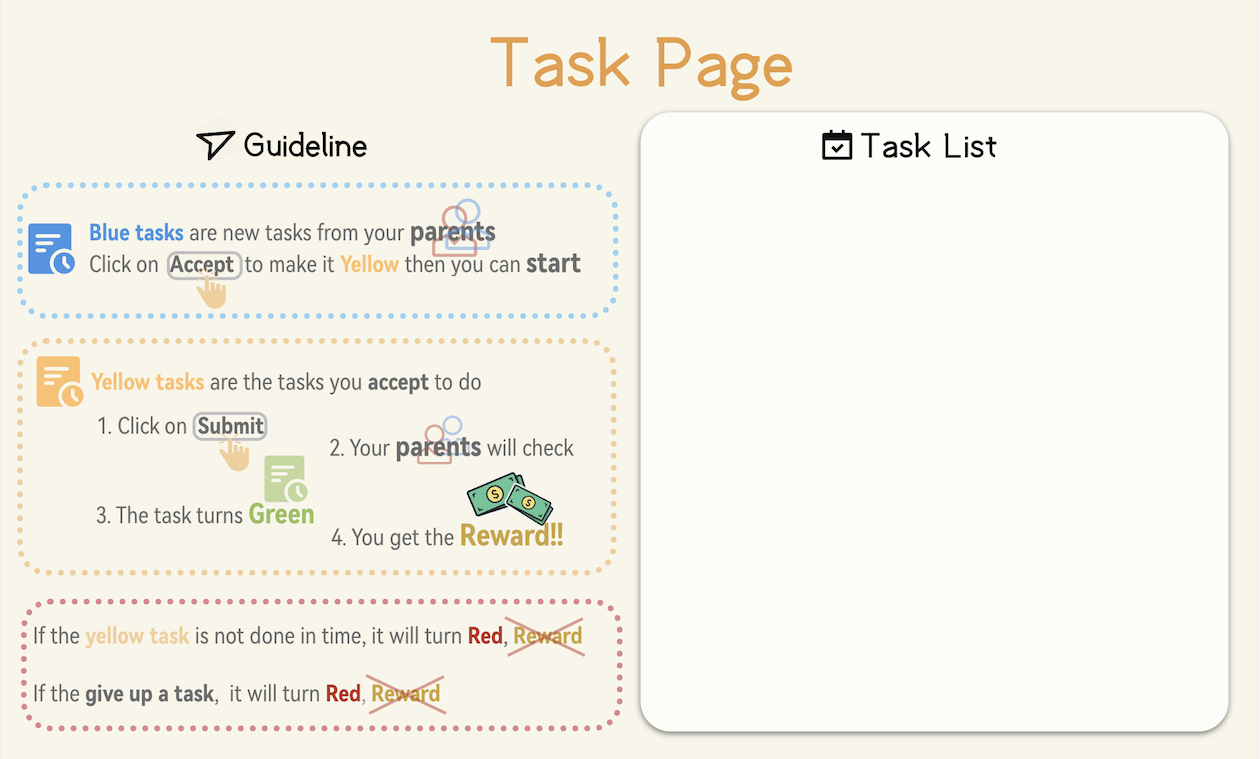 Task Page
Guideline
Blue tasks are new tasks from your parents
Click on Accept to make it Yellow then you can start
Yellow tasks are the tasks you accept to do
1. Click on Submit
2. Your parents will check
3. The task turns Green
4. You get the Reward!!
If the yellow task is not done in time, it will turn Red, Reward
If the give up a task, it will turn Red, Reward
Task List